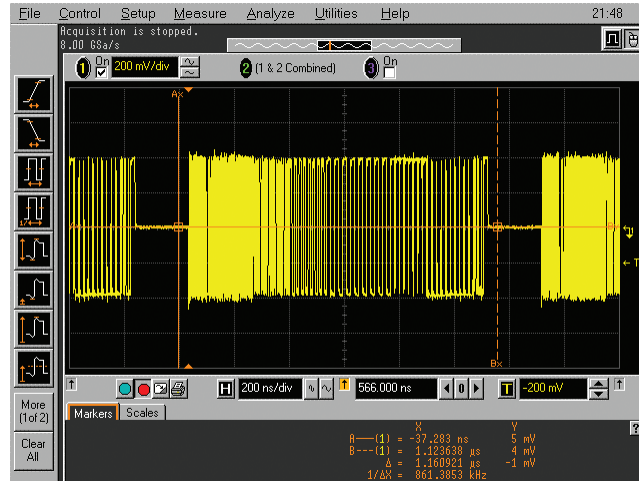 File Control Setup Measure Analyze Utilities Help 21:48
Acquisition is stopped.
8.00 GSa/s
1 On 200 mV/div 2 (1 & 2 Combined) 3 On
Ax
T
Bx
H 200 ns/div 566.000 ns 0 T -200 mV
More
(1 of 2)
Clear
All
Markers Scales
X Y
A——(1) = -37.283 ns 5 mV
B---(1) = 1.123638 µs 4 mV
Δ = 1.160921 µs -1 mV
1/ΔX = 861.3853 kHz
?